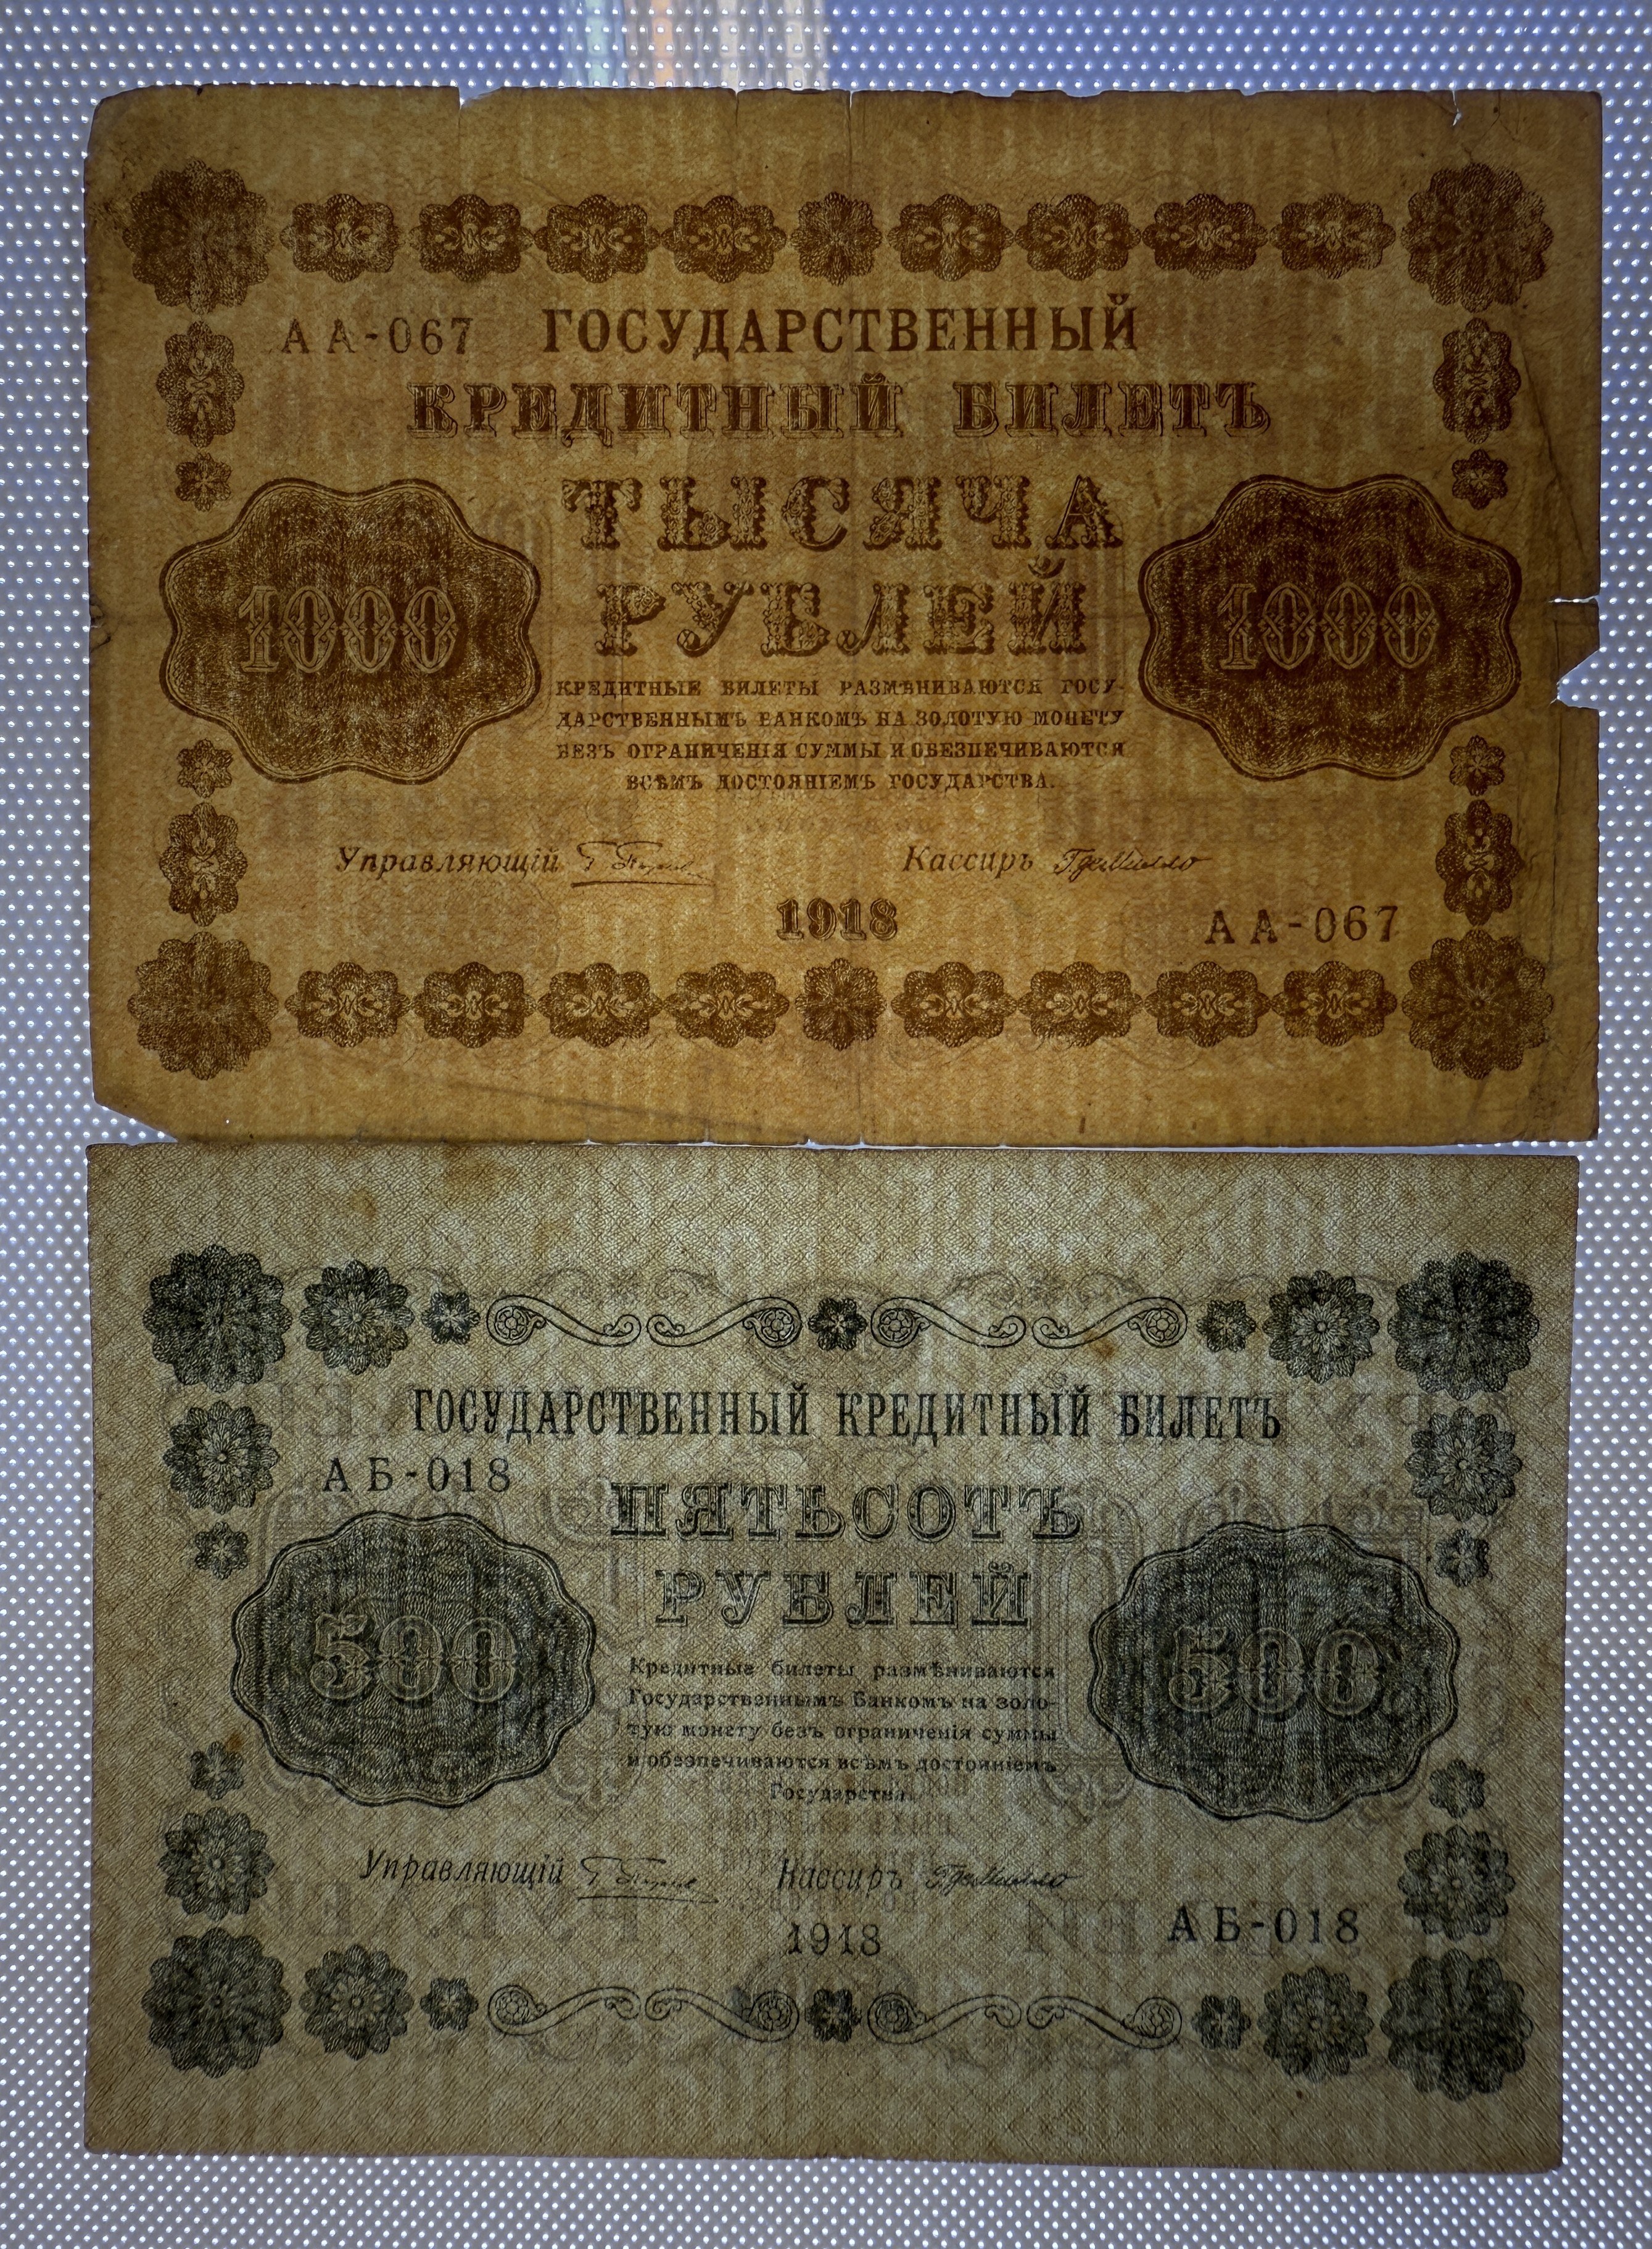 АА-067 ГОСУДАРСТВЕННЫЙ
КРЕДИТНЫЙ БИЛЕТЪ
ТЫСЯЧА
РУБЛЕЙ
1000 1000
КРЕДИТНЫЕ БИЛЕТЫ РАЗМѢНИВАЮТСЯ ГОСУ-
ДАРСТВЕННЫМЪ БАНКОМЪ НА ЗОЛОТУЮ МОНЕТУ
БЕЗЪ ОГРАНИЧЕНІЯ СУММЫ И ОБЕЗПЕЧИВАЮТСЯ
ВСѢМЪ ДОСТОЯНІЕМЪ ГОСУДАРСТВА.
Управляющій Кассиръ
1918
АА-067
ГОСУДАРСТВЕННЫЙ КРЕДИТНЫЙ БИЛЕТЪ
АБ-018
ПЯТЬСОТЪ
РУБЛЕЙ
500 500
Кредитные билеты размѣниваются
Государственнымъ Банкомъ на золо-
тую монету безъ ограниченія суммы
и обезпечиваются всѣмъ достояніемъ
Государства.
Управляющій Кассиръ
АБ-018
1918